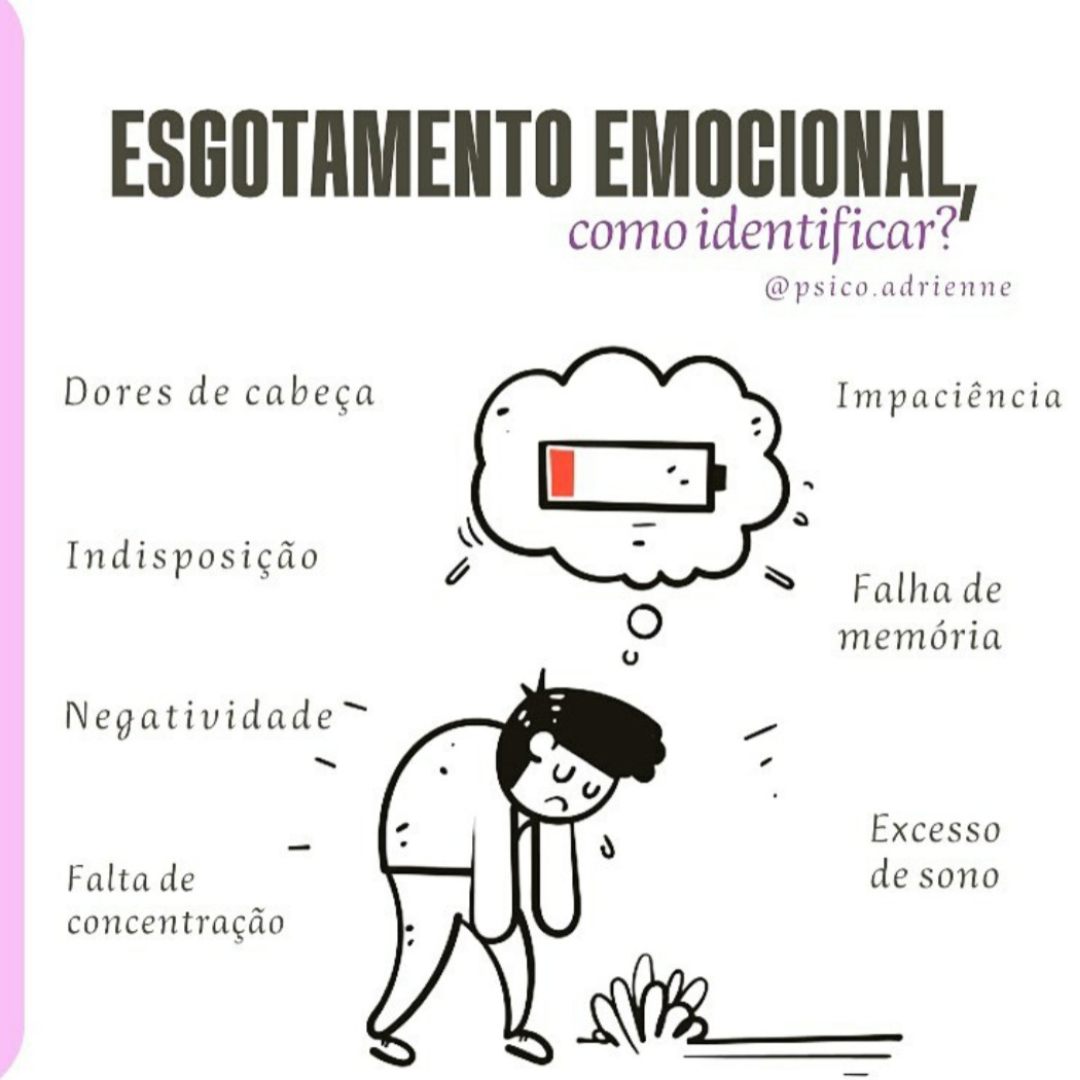 ESGOTAMENTO EMOCIONAL,
como identificar?
@psico.adrienne
Dores de cabeça
Impaciência
Indisposição
Falha de
memória
Negatividade
Excesso
de sono
Falta de
concentração